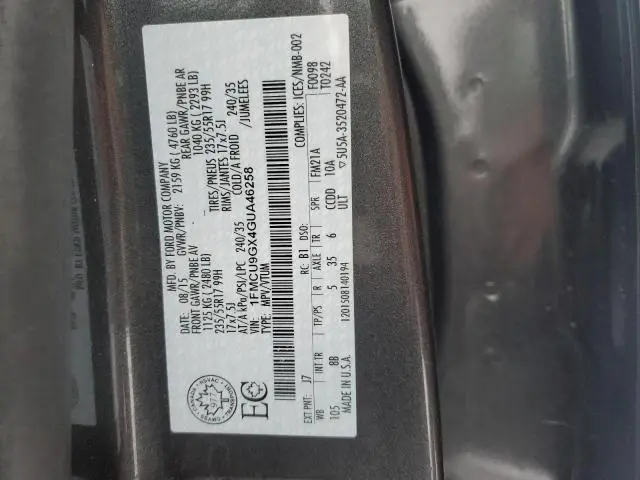 MFD. BY FORD MOTOR COMPANY
DATE: 08/15 GVWR/PNBV: 2159 KG ( 4760 LB)
FRONT GAWR/PNBE AV REAR GAWR/PNBE AR
1125 KG ( 2480 LB) 1040 KG ( 2293 LB)
235/55R17 99H TIRES/PNEUS 235/55R17 99H
17x7.5J RIMS/JANTES 17x7.5J
AT/A kPa/PSI/LPC 240/35 COLD/A FROID 240/35
VIN: 1FMCU9GX4GUA46258 /JUMELEES
TYPE: MPV/VTUM
COMPLIES: ICES/NMB-002
EXT PNT: J7 RC: B1 DSO: FM21A F0098
T0242
WB INT TR TP/PS R AXLE TR SPR
105 8B 5 35 6 CCDD 10A
MADE IN U.S.A. 1201508140194 ULT ▽5U5A-3520472-AA
EC
CANADA